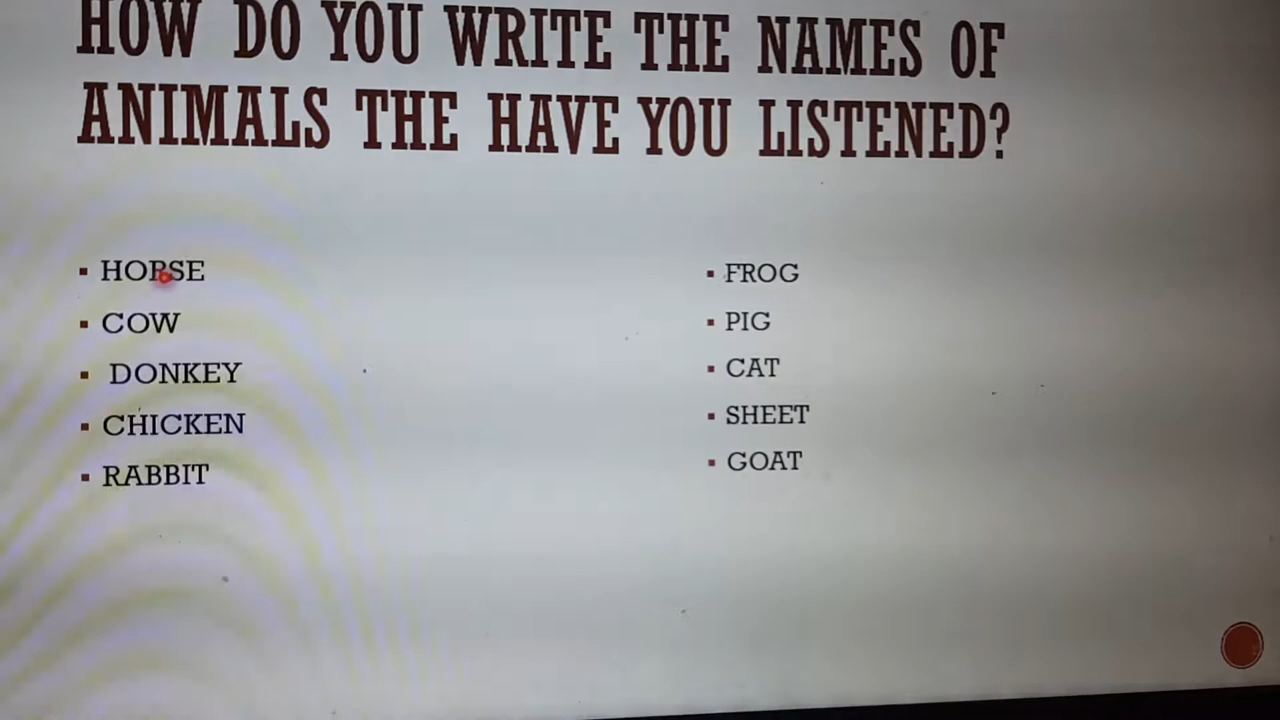 HOW DO YOU WRITE THE NAMES OF
ANIMALS THE HAVE YOU LISTENED?
HORSE
COW
DONKEY
CHICKEN
RABBIT
FROG
PIG
CAT
SHEET
GOAT